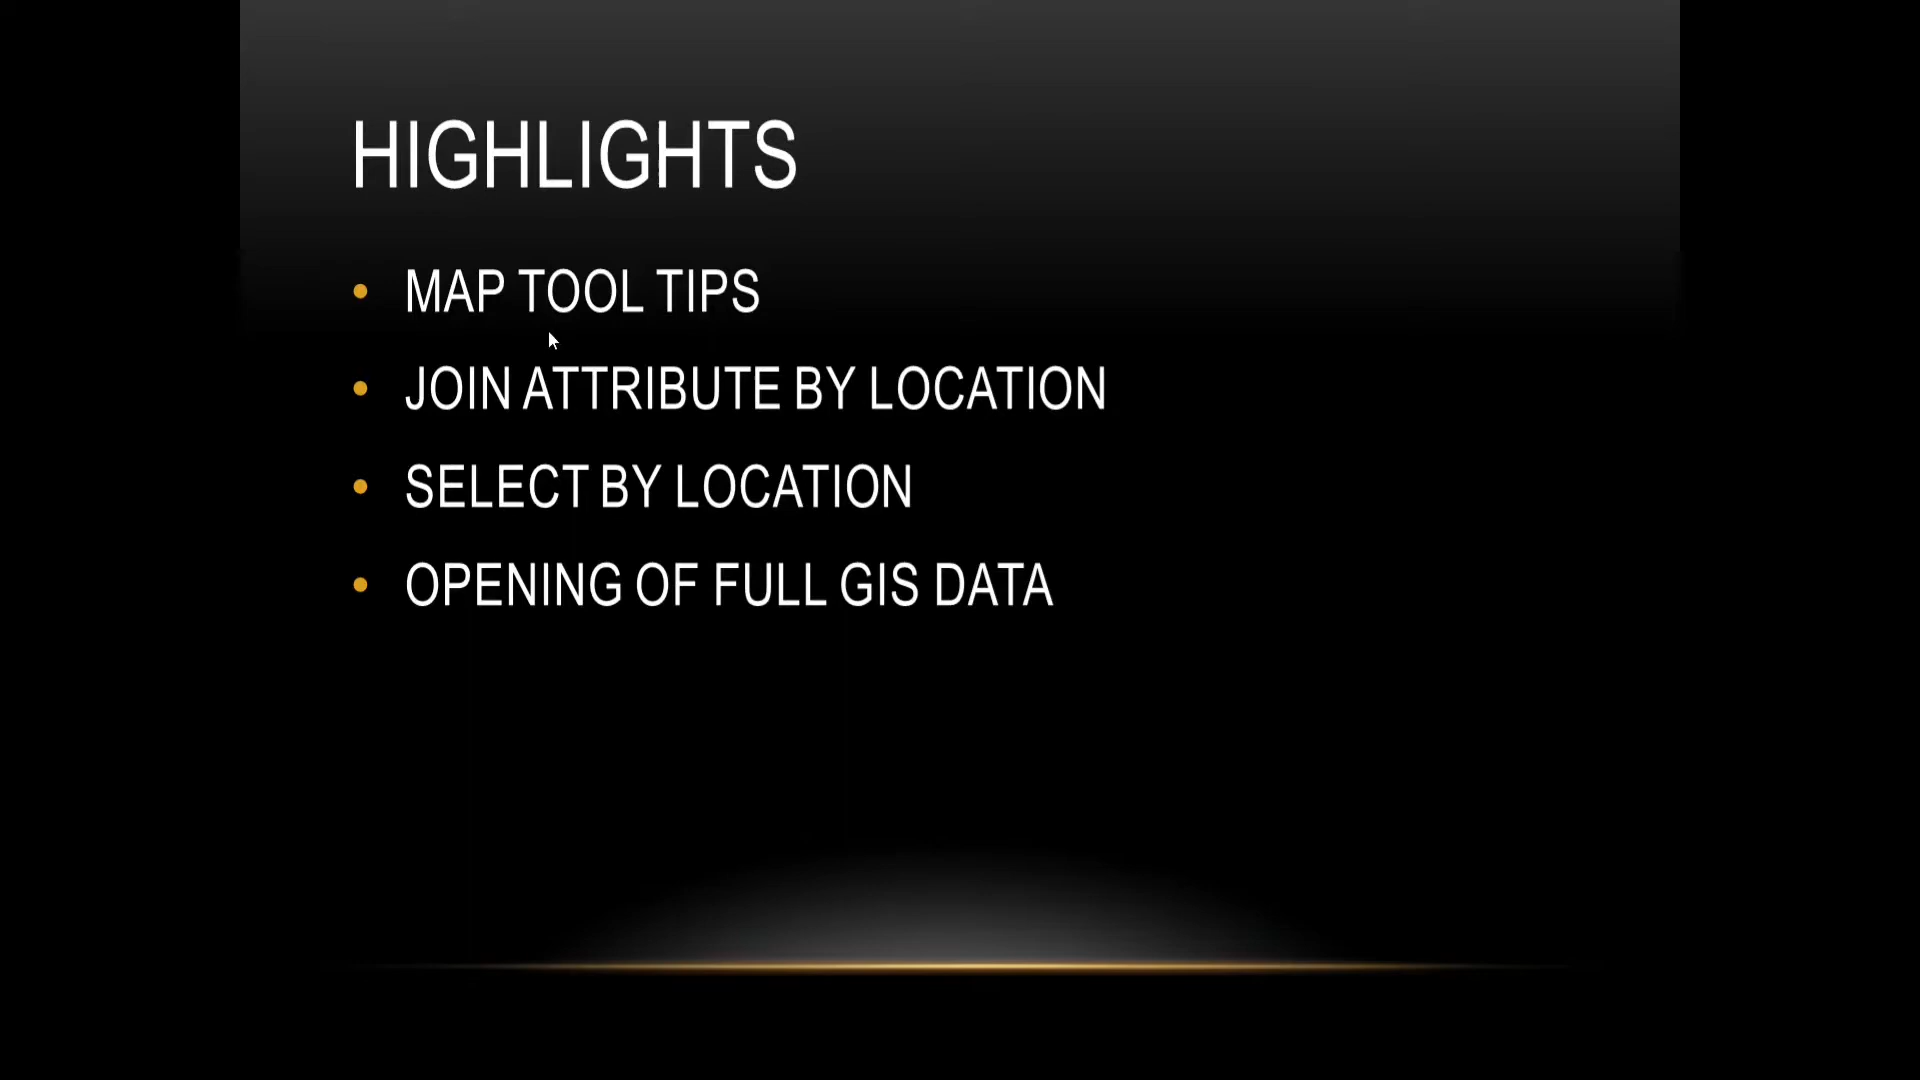 HIGHLIGHTS
• MAP TOOL TIPS
• JOIN ATTRIBUTE BY LOCATION
• SELECT BY LOCATION
• OPENING OF FULL GIS DATA